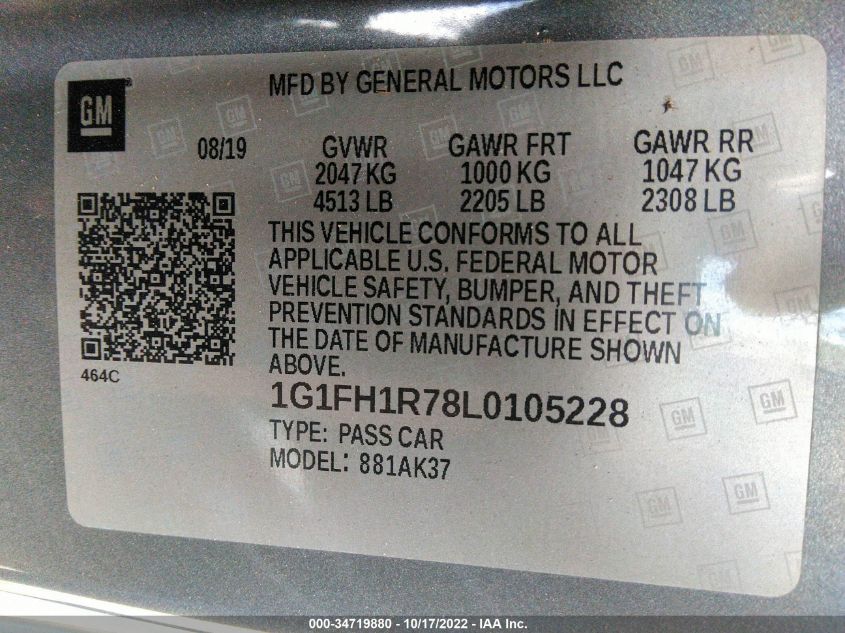 MFD BY GENERAL MOTORS LLC
GM
08/19 GVWR GAWR FRT GAWR RR
2047 KG 1000 KG 1047 KG
4513 LB 2205 LB 2308 LB
THIS VEHICLE CONFORMS TO ALL
APPLICABLE U.S. FEDERAL MOTOR
VEHICLE SAFETY, BUMPER, AND THEFT
PREVENTION STANDARDS IN EFFECT ON
THE DATE OF MANUFACTURE SHOWN
ABOVE.
464C
1G1FH1R78L0105228
TYPE: PASS CAR
MODEL: 881AK37
000-34719880 - 10/17/2022 - IAA Inc.